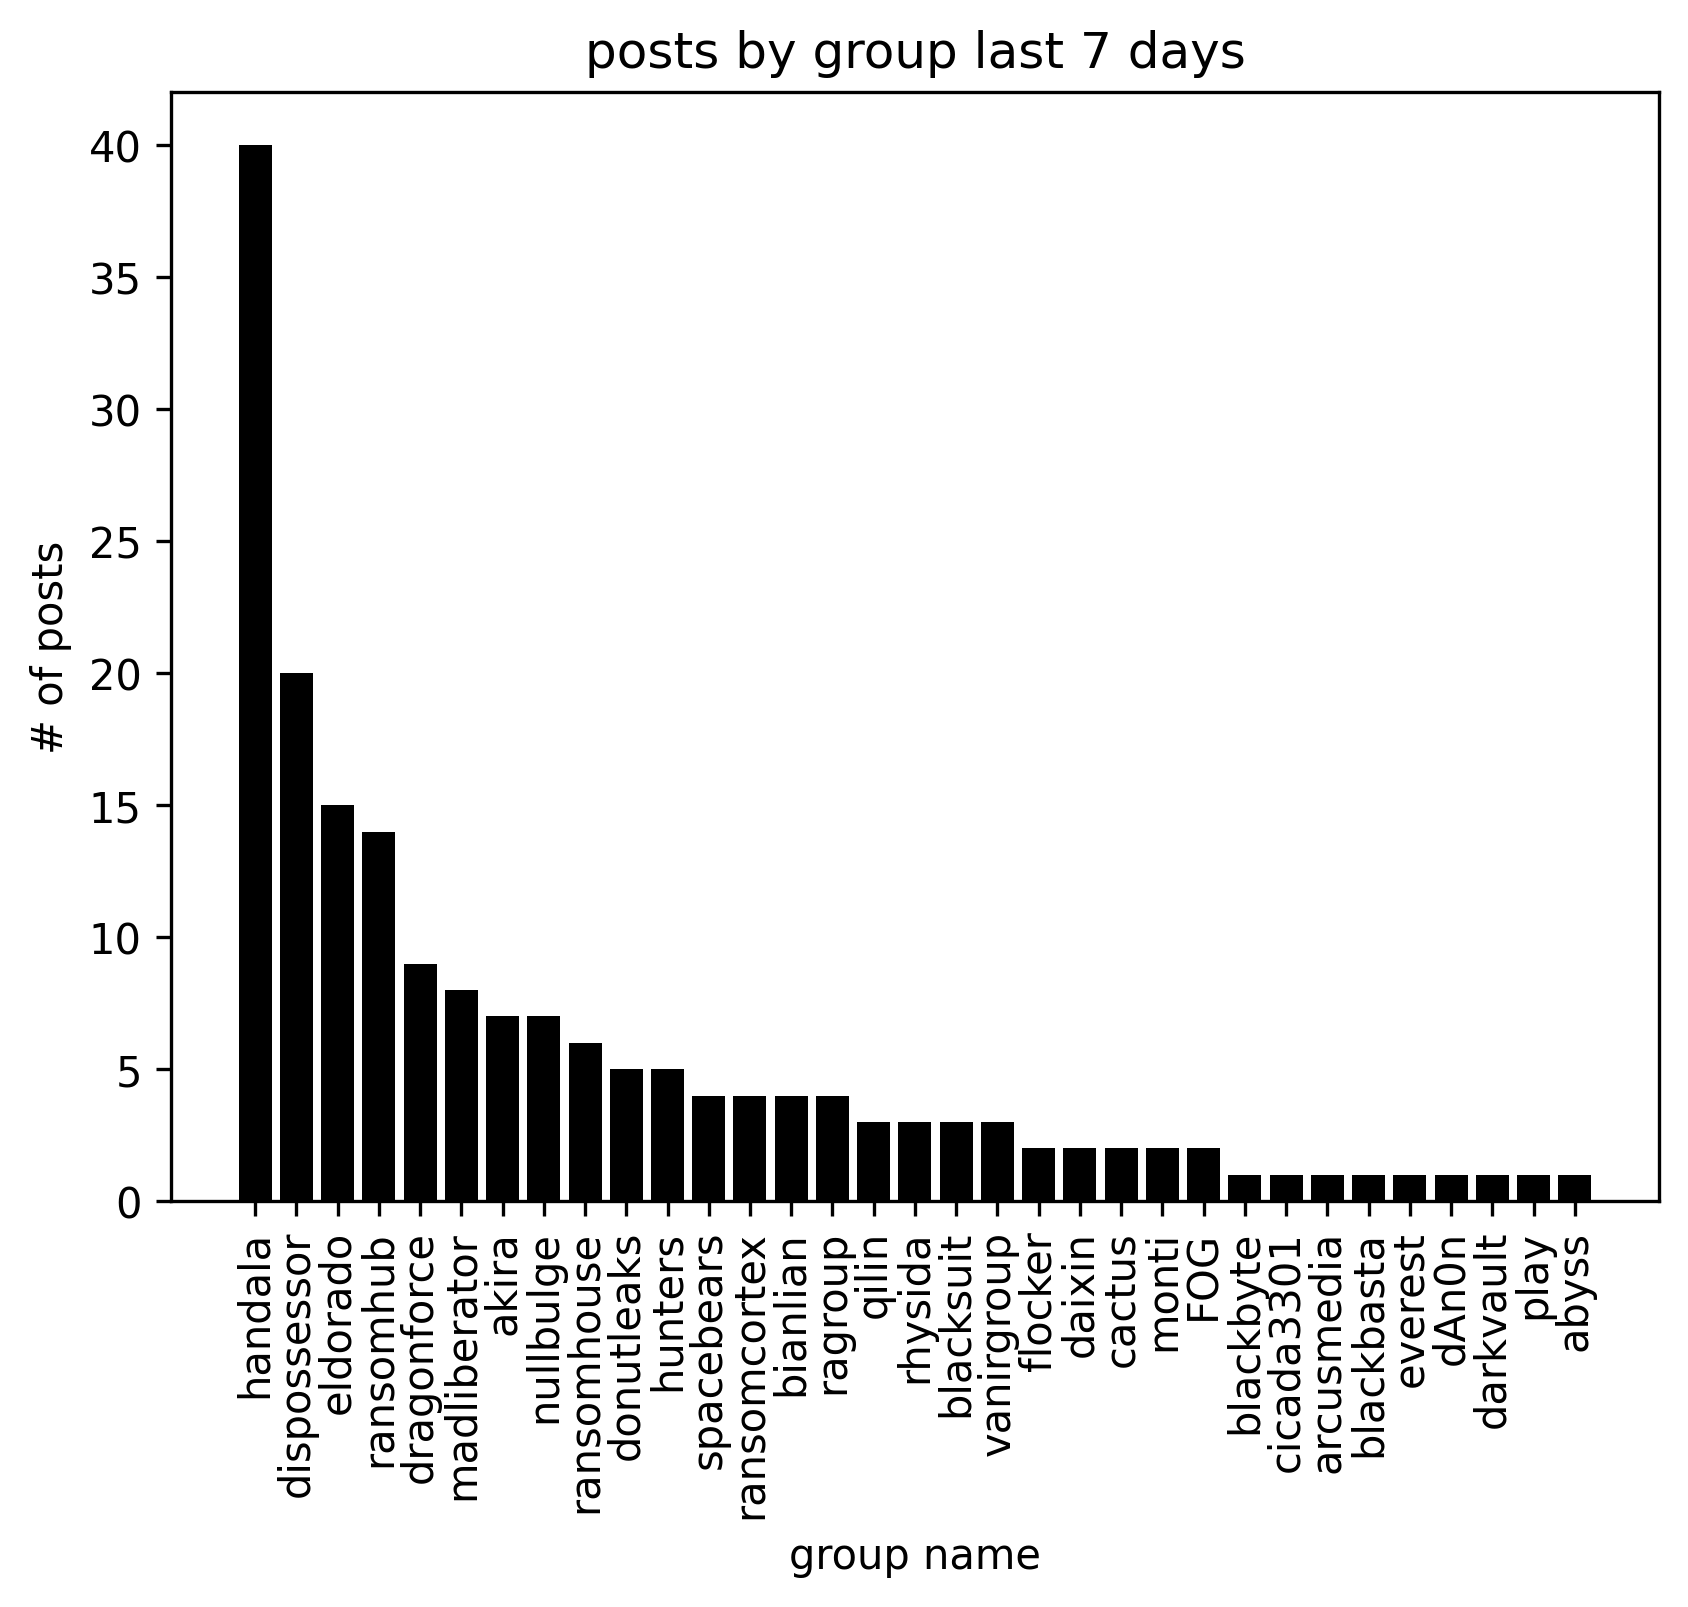 posts by group last 7 days
# of posts
40
35
30
25
20
15
10
5
0
handala
dispossessor
eldorado
ransomhub
dragonforce
madliberator
akira
nullbulge
ransomhouse
donutleaks
hunters
spacebears
ransomcortex
bianlian
ragroup
qilin
rhysida
blacksuit
vanirgroup
flocker
daixin
cactus
monti
FOG
blackbyte
cicada3301
arcusmedia
blackbasta
everest
dAn0n
darkvault
play
abyss
group name